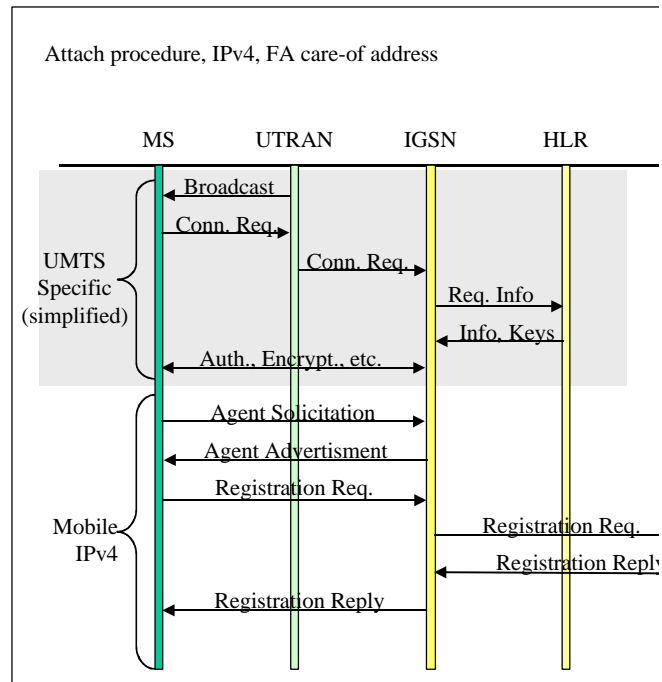 Attach procedure, IPv4, FA care-of address
MS UTRAN IGSN HLR
Broadcast
Conn. Req.
UMTS
Specific
(simplified)
Conn. Req.
Req. Info
Info, Keys
Auth., Encrypt., etc.
Agent Solicitation
Agent Advertisment
Registration Req.
Mobile
IPv4
Registration Req.
Registration Reply
Registration Reply